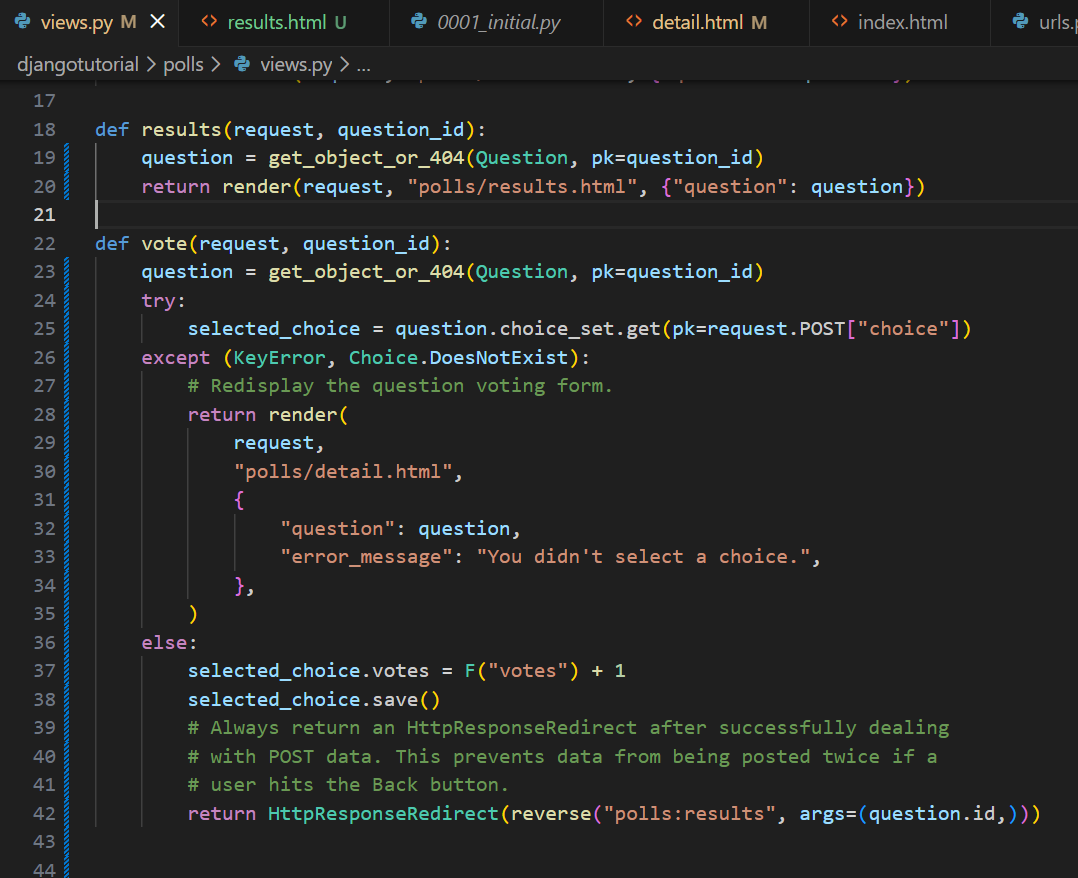 views.py M
results.html U
0001_initial.py
detail.html M
index.html
djangotutorial > polls > views.py > ...
17
18 def results(request, question_id):
19     question = get_object_or_404(Question, pk=question_id)
20     return render(request, "polls/results.html", {"question": question})
21
22 def vote(request, question_id):
23     question = get_object_or_404(Question, pk=question_id)
24     try:
25         selected_choice = question.choice_set.get(pk=request.POST["choice"])
26     except (KeyError, Choice.DoesNotExist):
27         # Redisplay the question voting form.
28         return render(
29             request,
30             "polls/detail.html",
31             {
32                 "question": question,
33                 "error_message": "You didn't select a choice.",
34             },
35         )
36     else:
37         selected_choice.votes = F("votes") + 1
38         selected_choice.save()
39         # Always return an HttpResponseRedirect after successfully dealing
40         # with POST data. This prevents data from being posted twice if a
41         # user hits the Back button.
42         return HttpResponseRedirect(reverse("polls:results", args=(question.id,)))
43
44